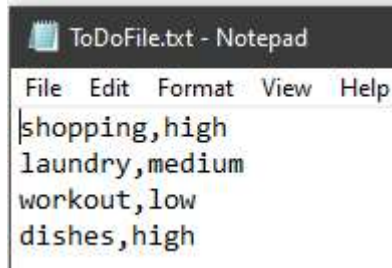 ToDoFile.txt - Notepad
File Edit Format View Help
shopping,high
laundry,medium
workout,low
dishes,high